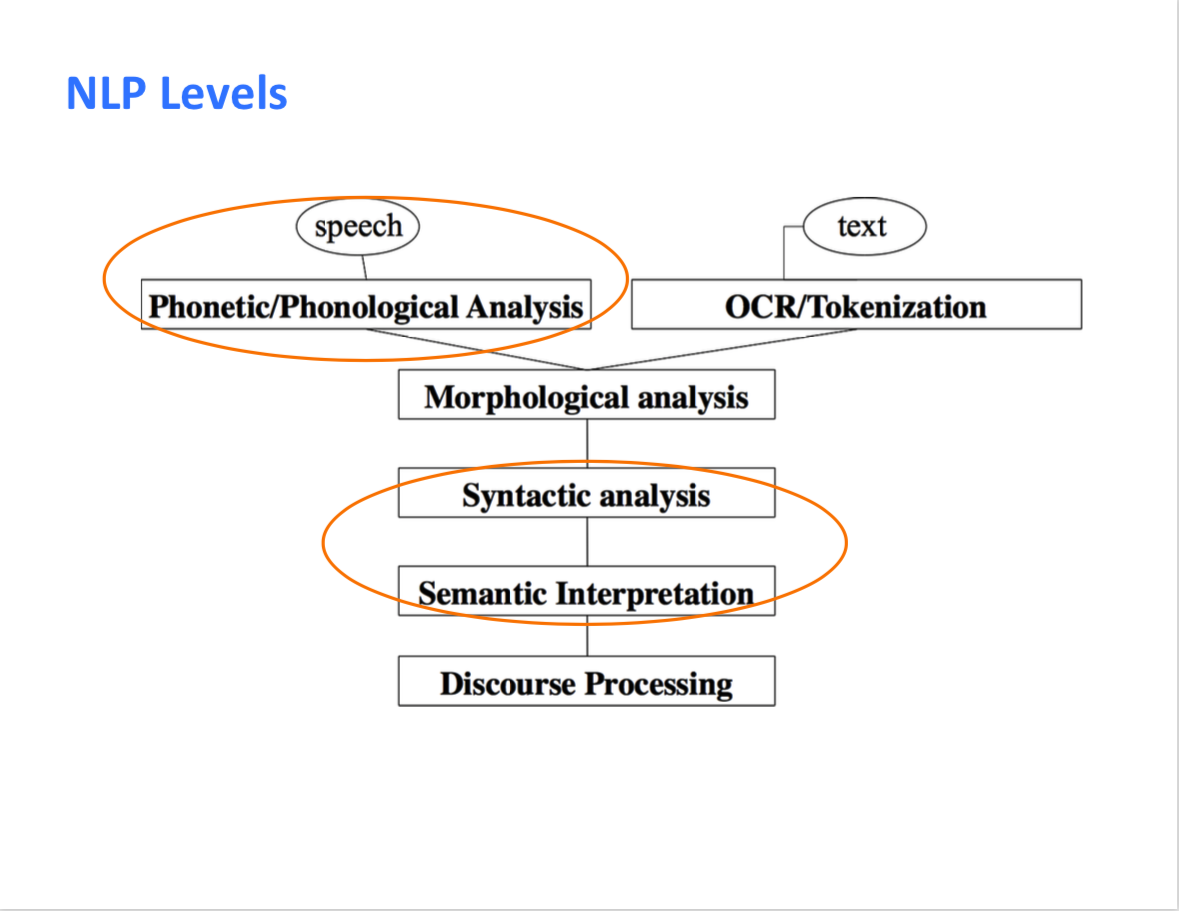 NLP Levels
speech
text
Phonetic/Phonological Analysis
OCR/Tokenization
Morphological analysis
Syntactic analysis
Semantic Interpretation
Discourse Processing